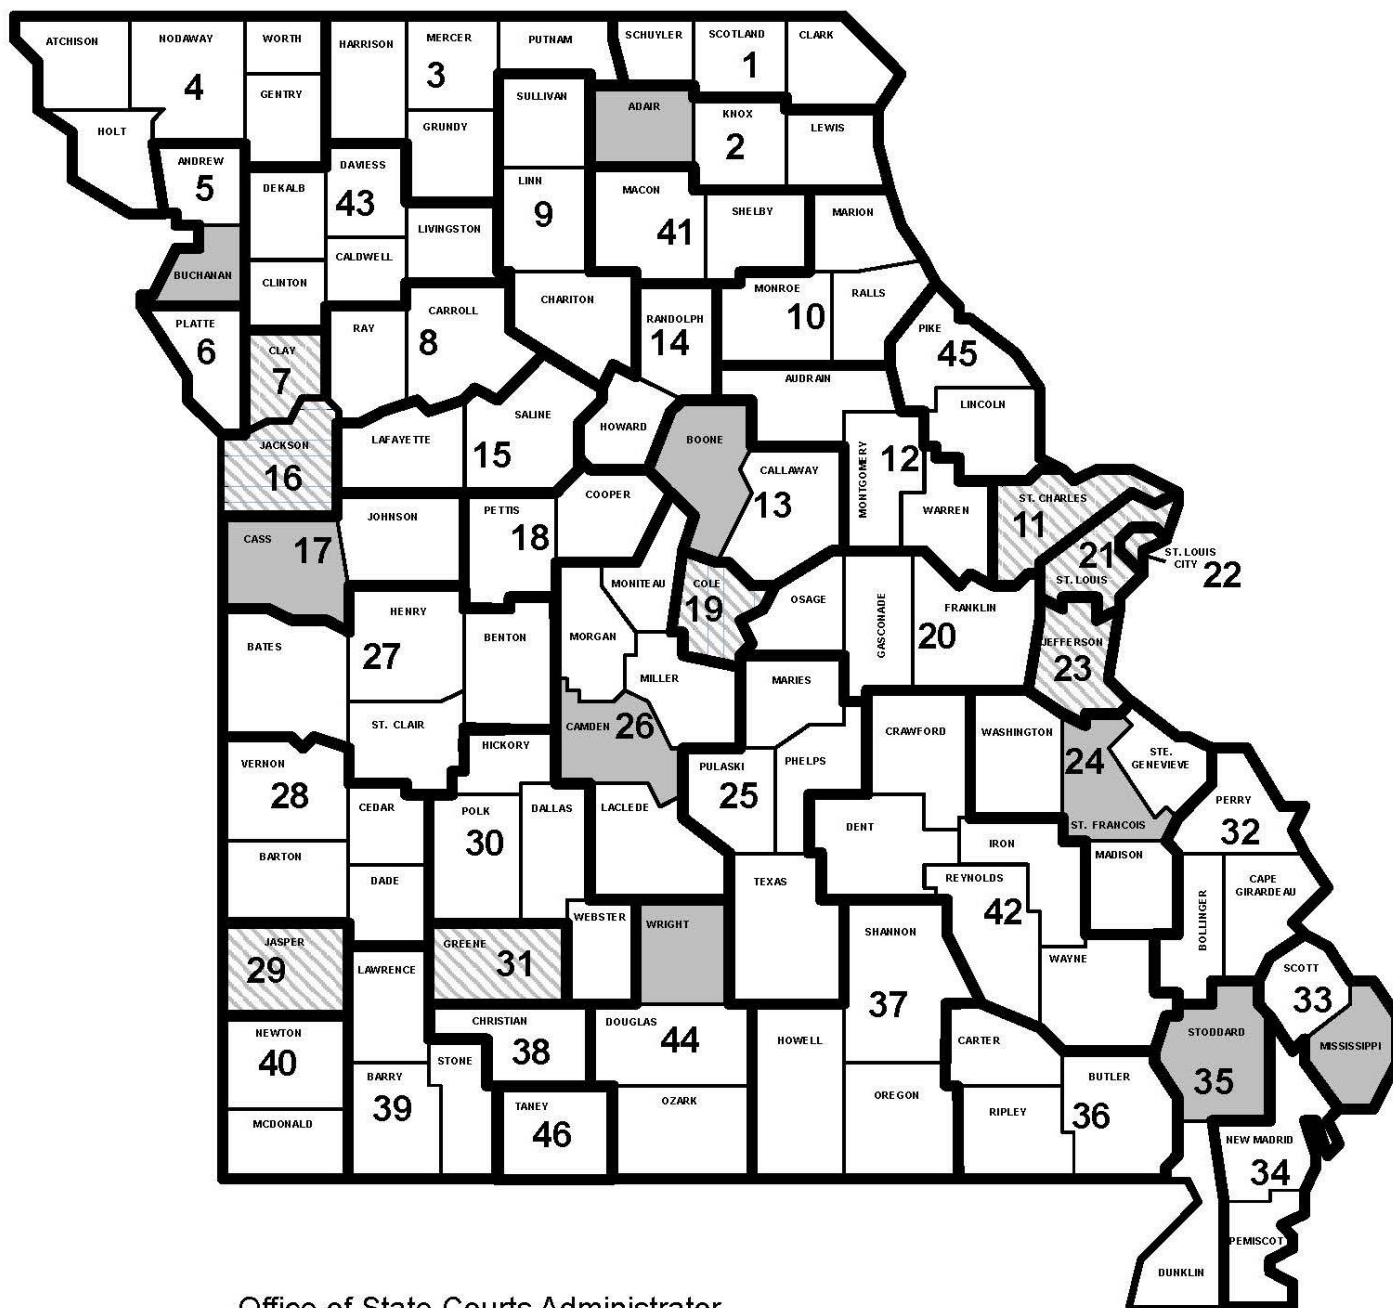 ATCHISON
NODAWAY
WORTH
HARRISON
MERCER
PUTNAM
SCHUYLER
SCOTLAND
CLARK
4
3
1
GENTRY
SULLIVAN
ADAIR
KNOX
HOLT
GRUNDY
LEWIS
2
ANDREW
5
DEKALB
DAVIESS
43
LINN
9
MACON
41
SHELBY
MARION
LIVINGSTON
CALDWELL
BUCHANAN
CLINTON
CHARITON
MONROE
10
RALLS
PLATTE
6
RAY
CARROLL
8
RANDOLPH
14
PIKE
45
CLAY
7
AUDRAIN
LINCOLN
JACKSON
16
LAFAYETTE
SALINE
15
HOWARD
BOONE
CALLAWAY
13
MONTGOMERY
12
WARREN
ST. CHARLES
11
COOPER
JOHNSON
PETTIS
18
CASS
17
21
ST. LOUIS
ST. LOUIS
CITY
22
MONITEAU
COLE
19
OSAGE
GASCONADE
FRANKLIN
20
HENRY
27
BENTON
MORGAN
BATES
JEFFERSON
23
MILLER
MARIES
ST. CLAIR
CAMDEN
26
HICKORY
CRAWFORD
WASHINGTON
24
STE.
GENEVIEVE
VERNON
28
PULASKI
25
PHELPS
CEDAR
POLK
30
DALLAS
LACLEDE
DENT
ST. FRANCOIS
PERRY
32
IRON
MADISON
BARTON
DADE
TEXAS
REYNOLDS
42
CAPE
GIRARDEAU
BOLLINGER
WEBSTER
WRIGHT
SHANNON
JASPER
29
GREENE
31
LAWRENCE
WAYNE
SCOTT
33
37
NEWTON
40
CHRISTIAN
38
DOUGLAS
44
HOWELL
CARTER
STODDARD
35
MISSISSIPPI
STONE
BARRY
39
BUTLER
36
TANEY
46
OZARK
OREGON
RIPLEY
MCDONALD
NEW MADRID
34
PEMISCOT
DUNKLIN
Office of State Courts Administrator